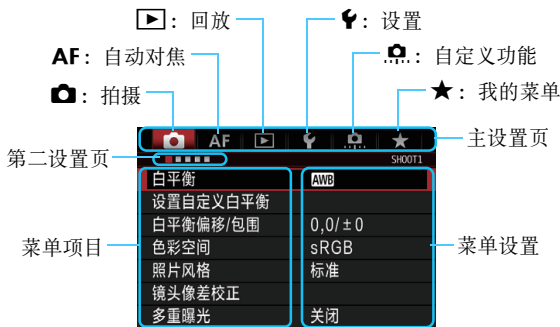 ▶: 回放
设置
AF: 自动对焦
自定义功能
拍摄
★: 我的菜单
AF
主设置页
第二设置页
SHOOT1
白平衡 AWB
设置自定义白平衡
白平衡偏移/包围 0,0/±0
菜单项目
色彩空间 sRGB
菜单设置
照片风格 标准
镜头像差校正
多重曝光 关闭